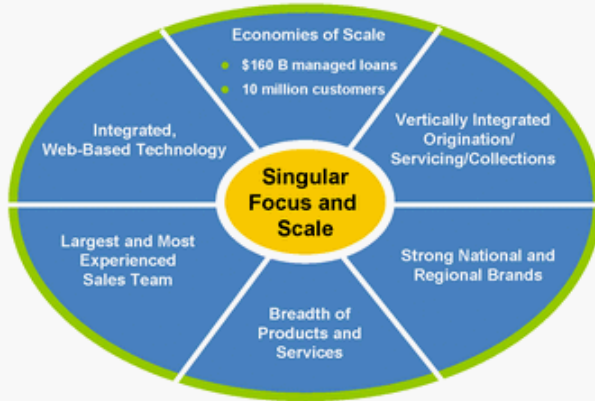 Economies of Scale
$160 B managed loans
10 million customers
Vertically Integrated
Origination/
Servicing/Collections
Strong National and
Regional Brands
Breadth of
Products and
Services
Largest and Most
Experienced
Sales Team
Integrated,
Web-Based Technology
Singular
Focus and
Scale